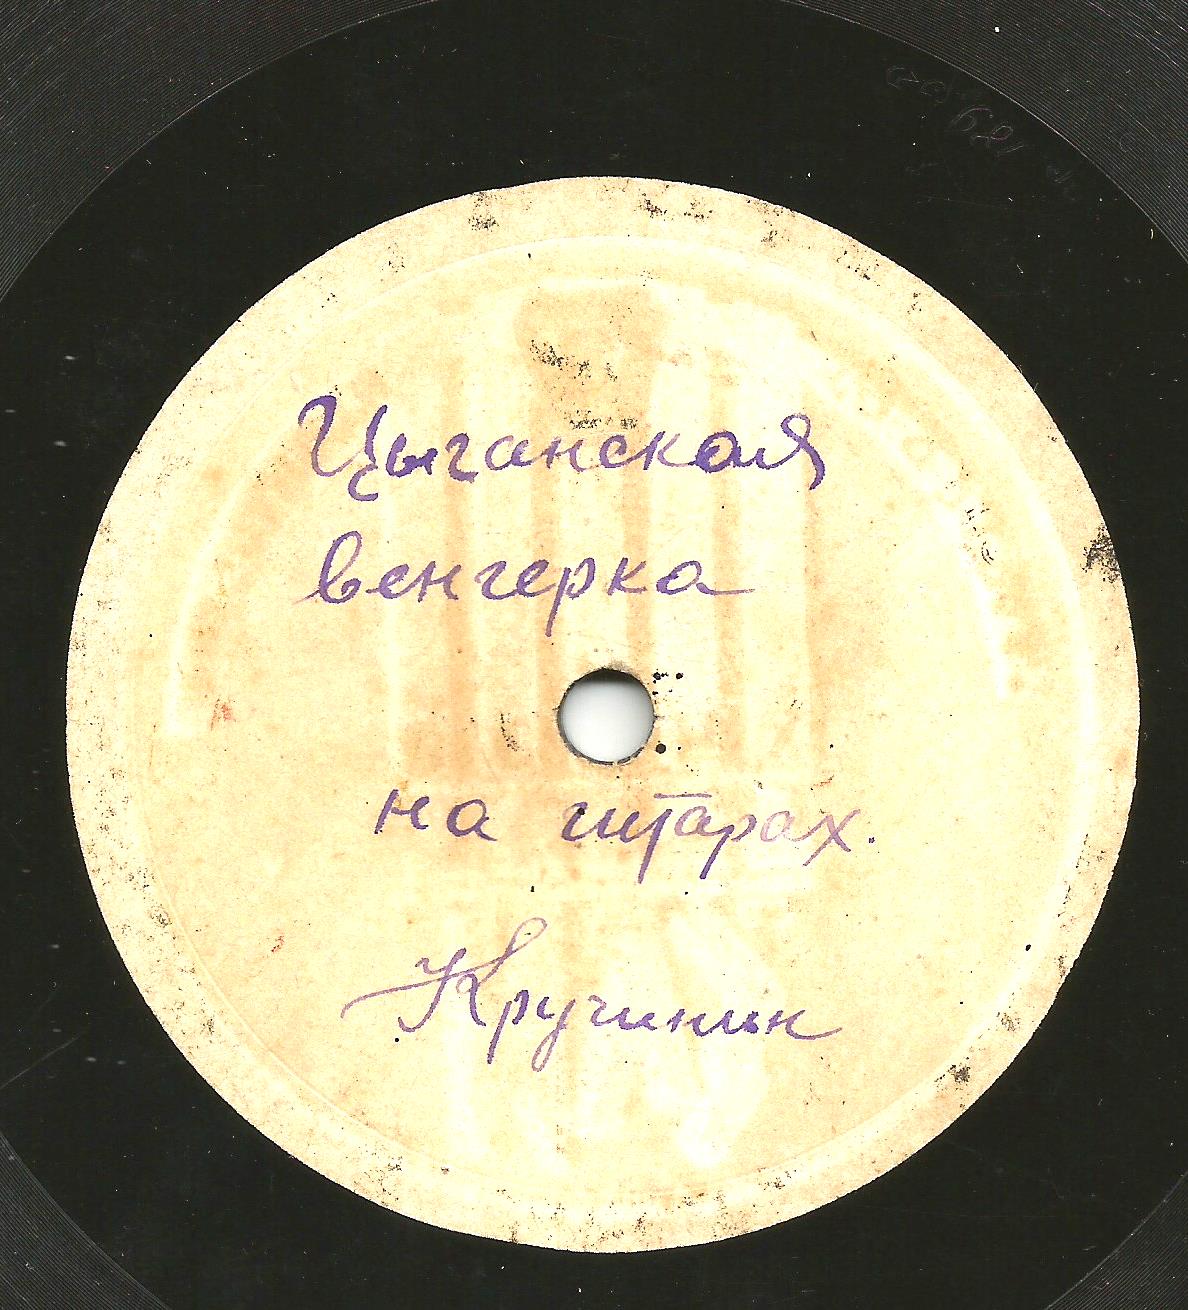 Цыганская
венгерка
на гитарах.
Кручинин